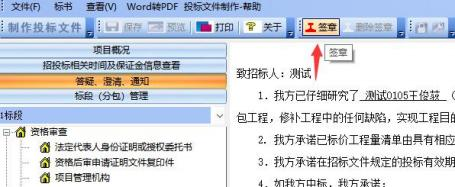 文件(F) 标书 查看(V) Word转PDF 投标文件制作-帮助
制作投标文件 保存 预览 打印 关于 签章 删除签章
签章
项目概况
招投标相关时间及保证金信息查看
答疑、澄清、通知
标段（分包）管理
1标段
资格审查
法定代表人身份证明或授权委托书
资格后审申请证明文件复印件
项目管理机构
致招标人：测试
1. 我方已仔细研究了 测试0105
包工程，修补工程中的任何缺陷，实现工程目的
2. 我方承诺已标价工程量清单由具有相应
3. 我方承诺在招标文件规定的投标有效期
4. 如我方中标，我方承诺：